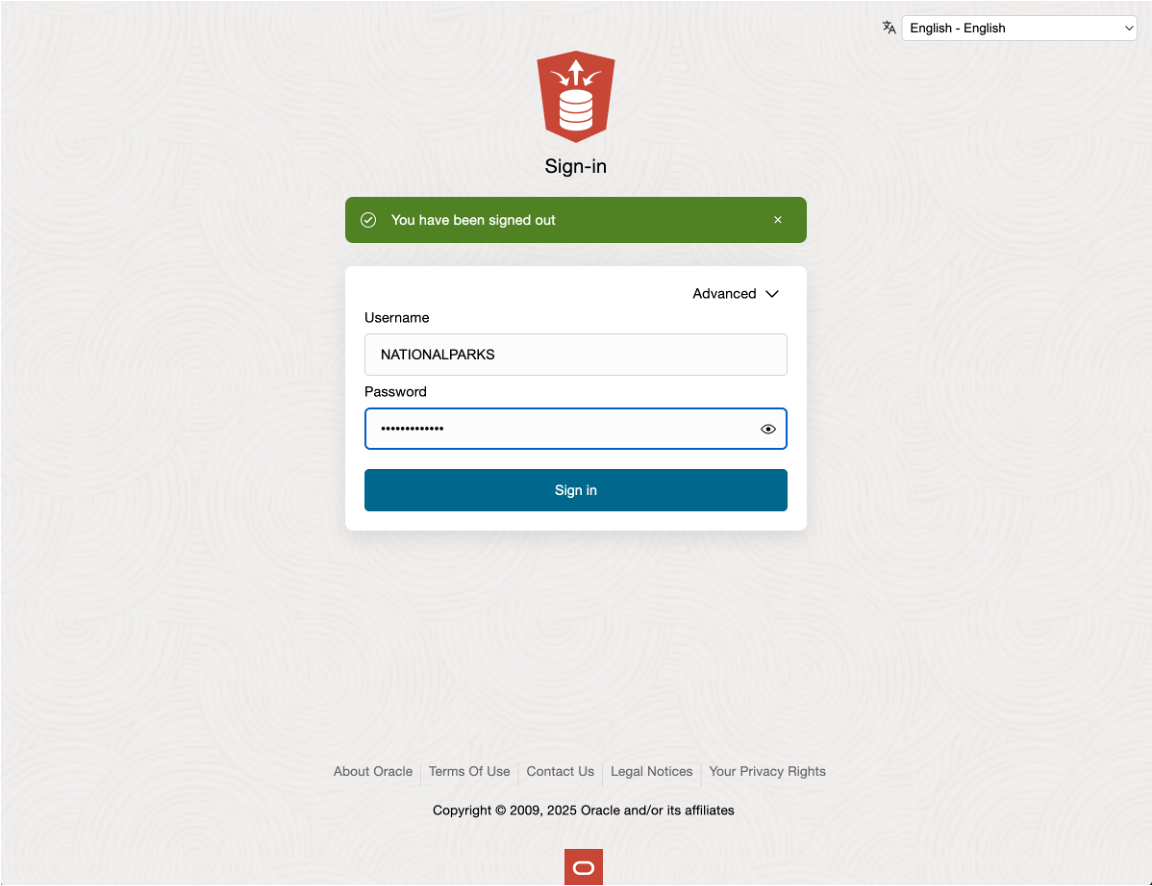 English - English
Sign-in
You have been signed out
Advanced
Username
NATIONALPARKS
Password
•••••••••••••
Sign in
About Oracle
Terms Of Use
Contact Us
Legal Notices
Your Privacy Rights
Copyright © 2009, 2025 Oracle and/or its affiliates